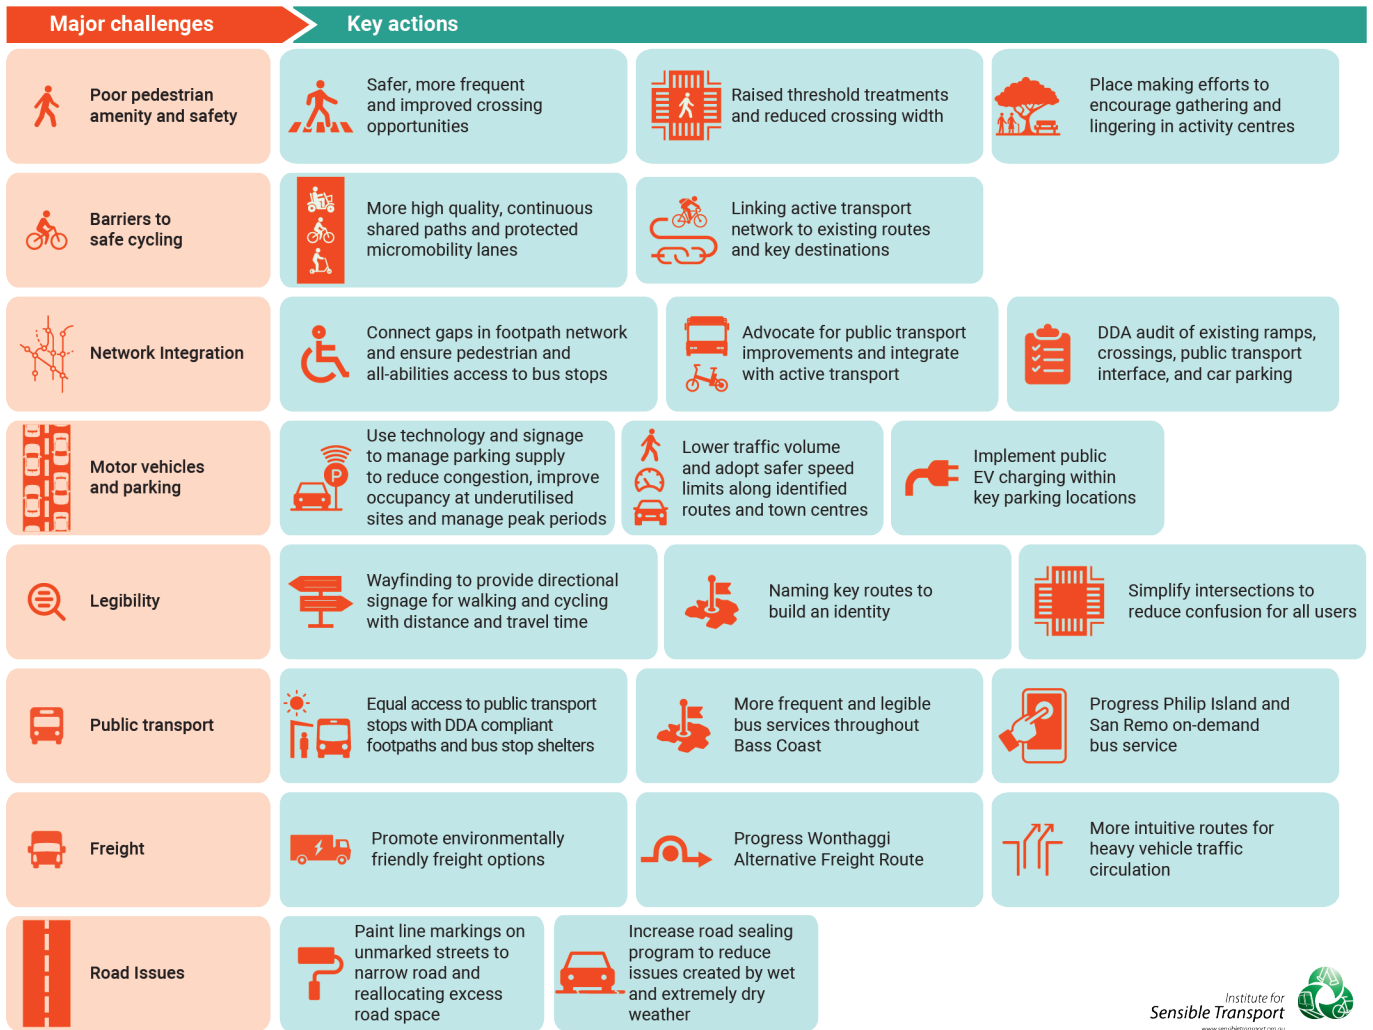 Major challenges
Key actions
Poor pedestrian
amenity and safety
Safer, more frequent
and improved crossing
opportunities
Raised threshold treatments
and reduced crossing width
Place making efforts to
encourage gathering and
lingering in activity centres
Barriers to
safe cycling
More high quality, continuous
shared paths and protected
micromobility lanes
Linking active transport
network to existing routes
and key destinations
Network Integration
Connect gaps in footpath network
and ensure pedestrian and
all-abilities access to bus stops
Advocate for public transport
improvements and integrate
with active transport
DDA audit of existing ramps,
crossings, public transport
interface, and car parking
Motor vehicles
and parking
P
Use technology and signage
to manage parking supply
to reduce congestion, improve
occupancy at underutilised
sites and manage peak periods
Lower traffic volume
and adopt safer speed
limits along identified
routes and town centres
Implement public
EV charging within
key parking locations
Legibility
Wayfinding to provide directional
signage for walking and cycling
with distance and travel time
Naming key routes to
build an identity
Simplify intersections to
reduce confusion for all users
Public transport
Equal access to public transport
stops with DDA compliant
footpaths and bus stop shelters
More frequent and legible
bus services throughout
Bass Coast
Progress Philip Island and
San Remo on-demand
bus service
Freight
Promote environmentally
friendly freight options
Progress Wonthaggi
Alternative Freight Route
More intuitive routes for
heavy vehicle traffic
circulation
Road Issues
Paint line markings on
unmarked streets to
narrow road and
reallocating excess
road space
Increase road sealing
program to reduce
issues created by wet
and extremely dry
weather
Institute for
Sensible Transport